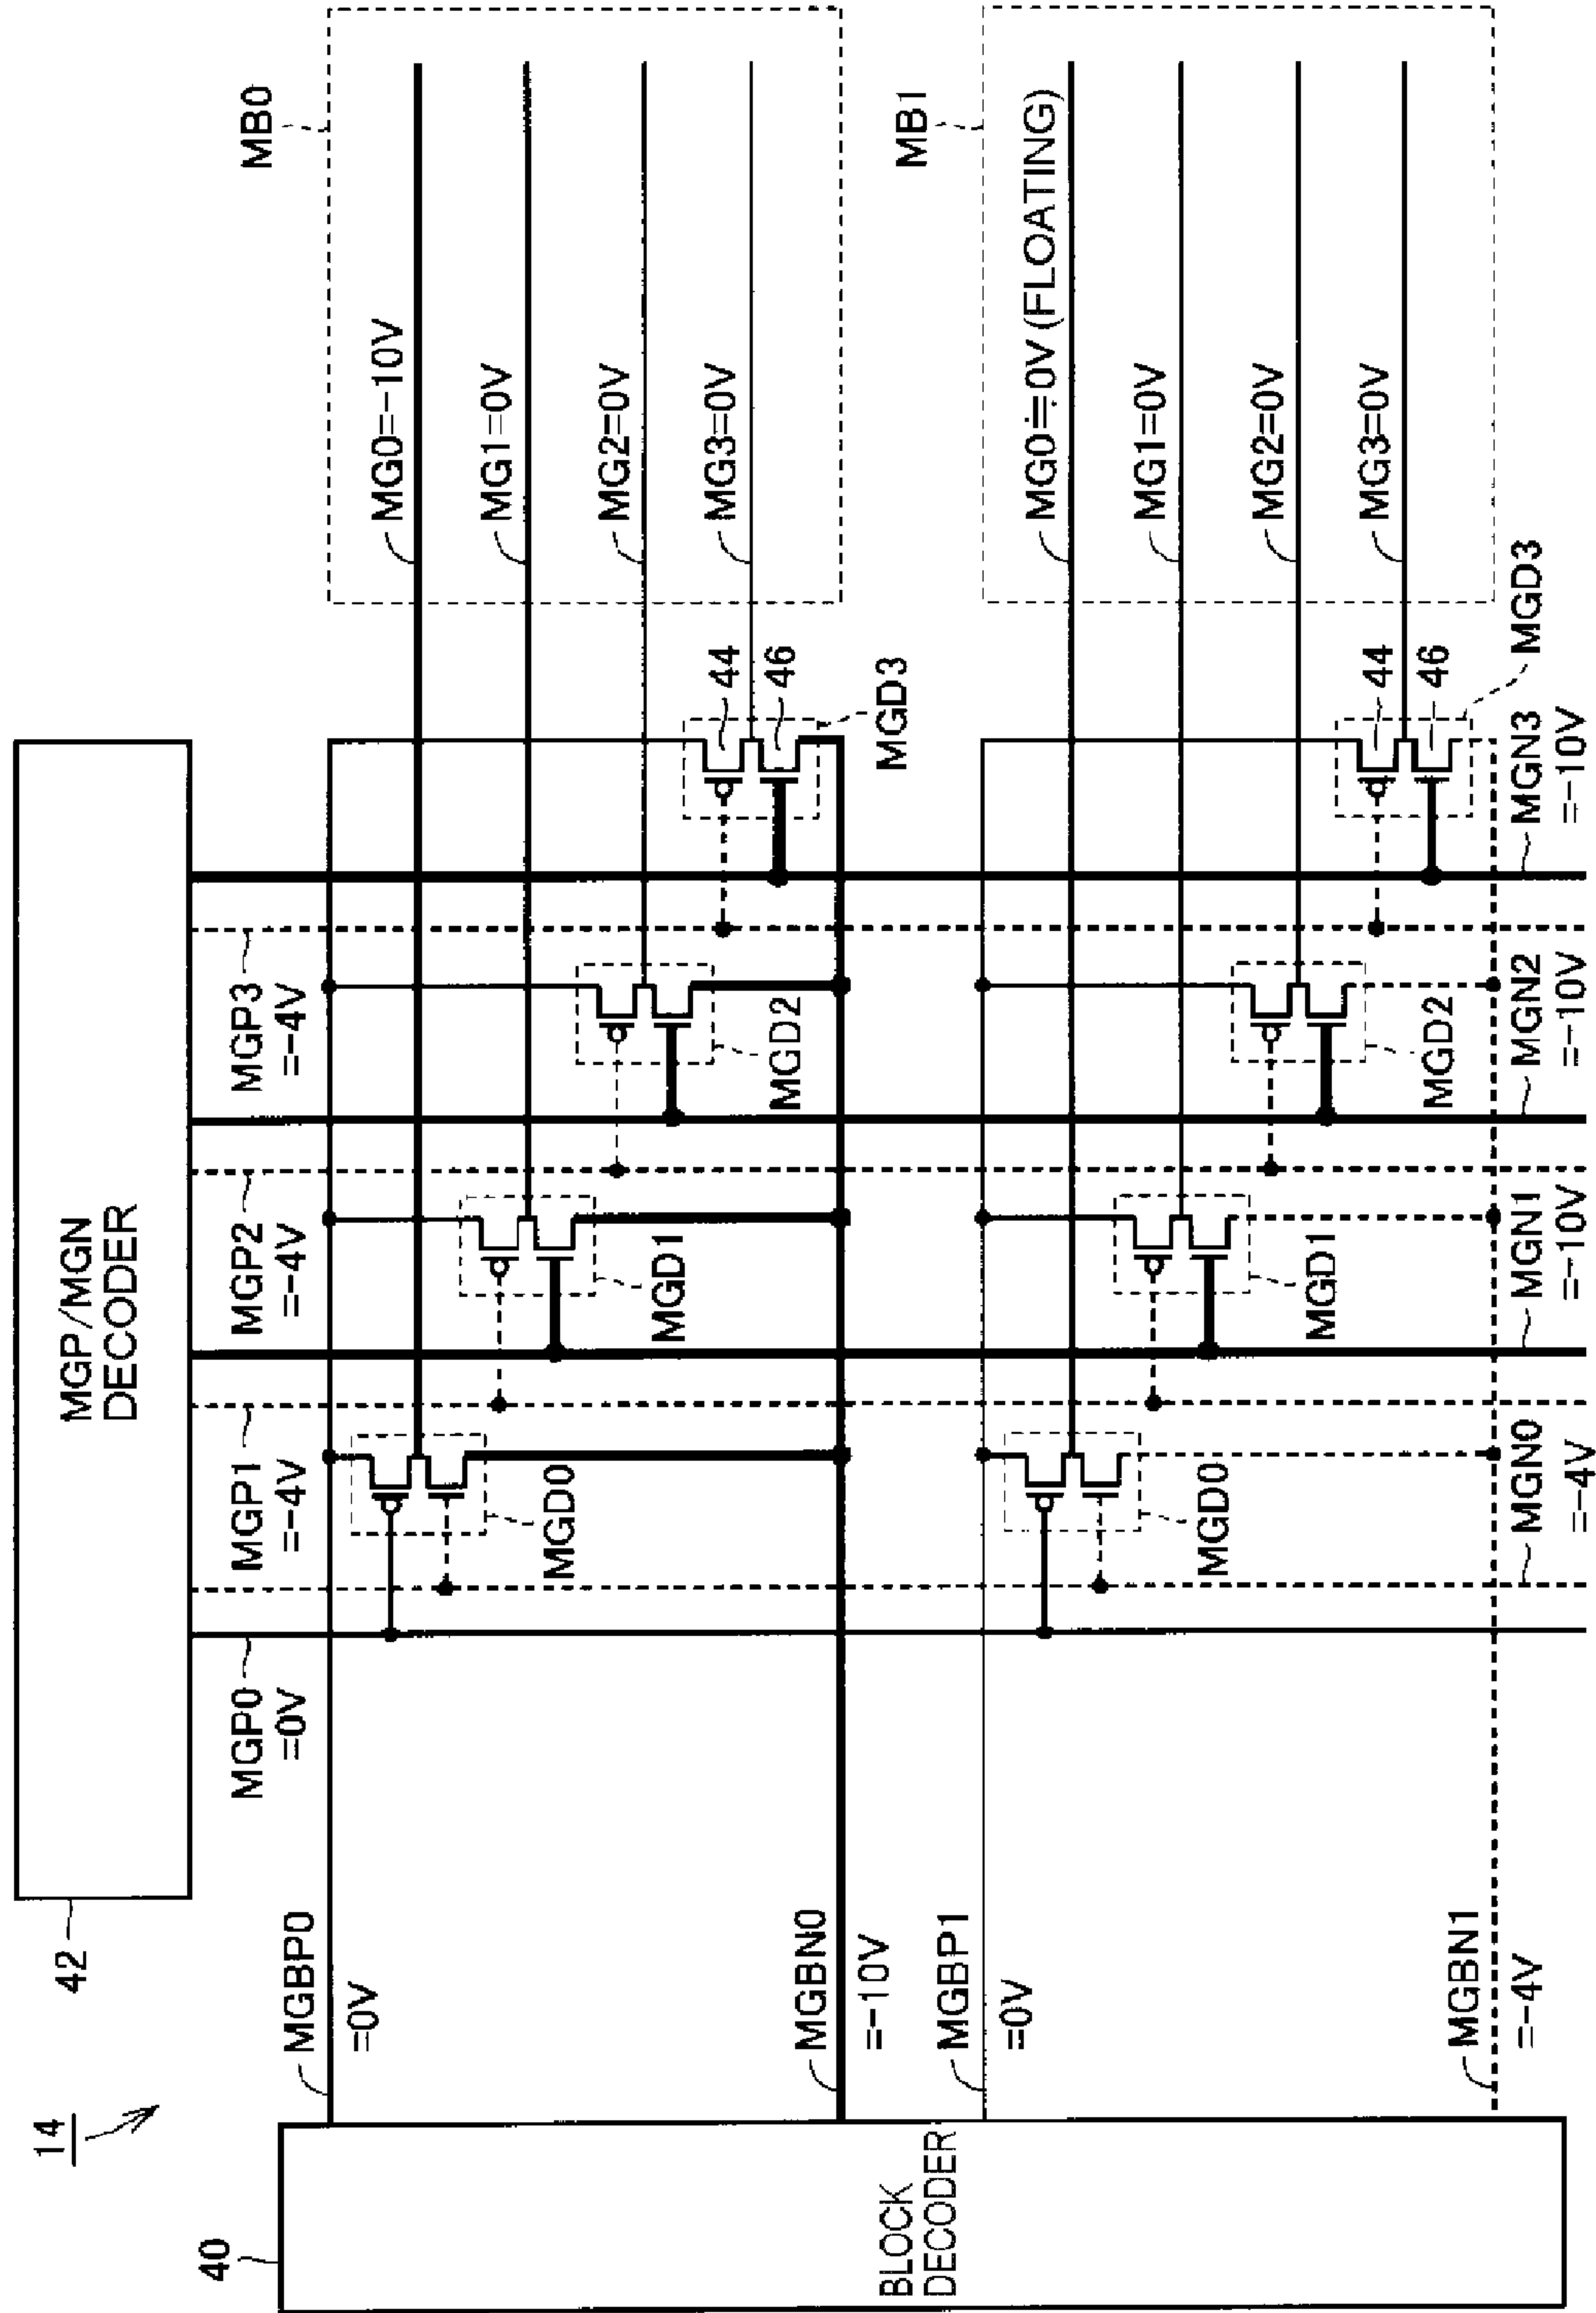 14
42
MGP/MGN
DECODER
MGP0
=0V
MGP1
=-4V
MGP2
=-4V
MGP3
=-4V
MB0
40
BLOCK
DECODER
MGBP0
=0V
MGBN0
=-10V
MGBP1
=0V
MGBN1
=-4V
MG0=-10V
MG1=0V
MG2=0V
MG3=0V
44
46
MGD3
MGD2
MGD1
MGD0
MB1
MG0≒0V (FLOATING)
MG1=0V
MG2=0V
MG3=0V
44
46
MGD3
MGD2
MGD1
MGD0
MGN0
=-4V
MGN1
=-10V
MGN2
=-10V
MGN3
=-10V